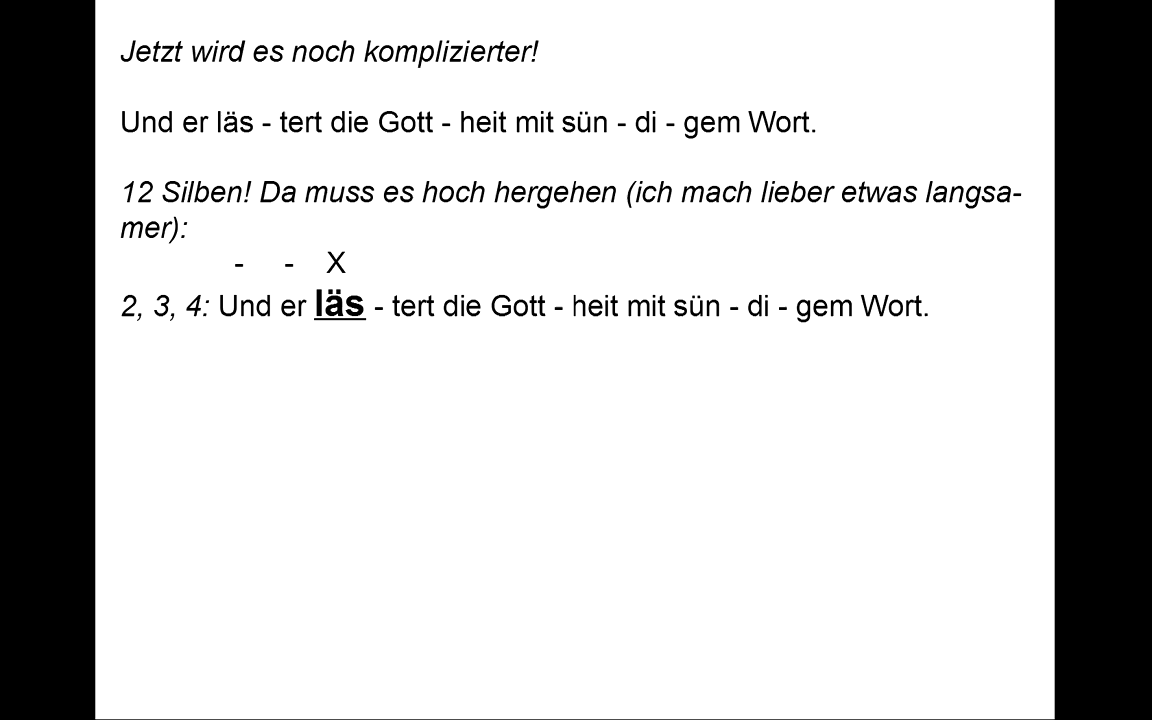 Jetzt wird es noch komplizierter!
Und er läs - tert die Gott - heit mit sün - di - gem Wort.
12 Silben! Da muss es hoch hergehen (ich mach lieber etwas langsa-
mer):
- - X
2, 3, 4: Und er läs - tert die Gott - heit mit sün - di - gem Wort.